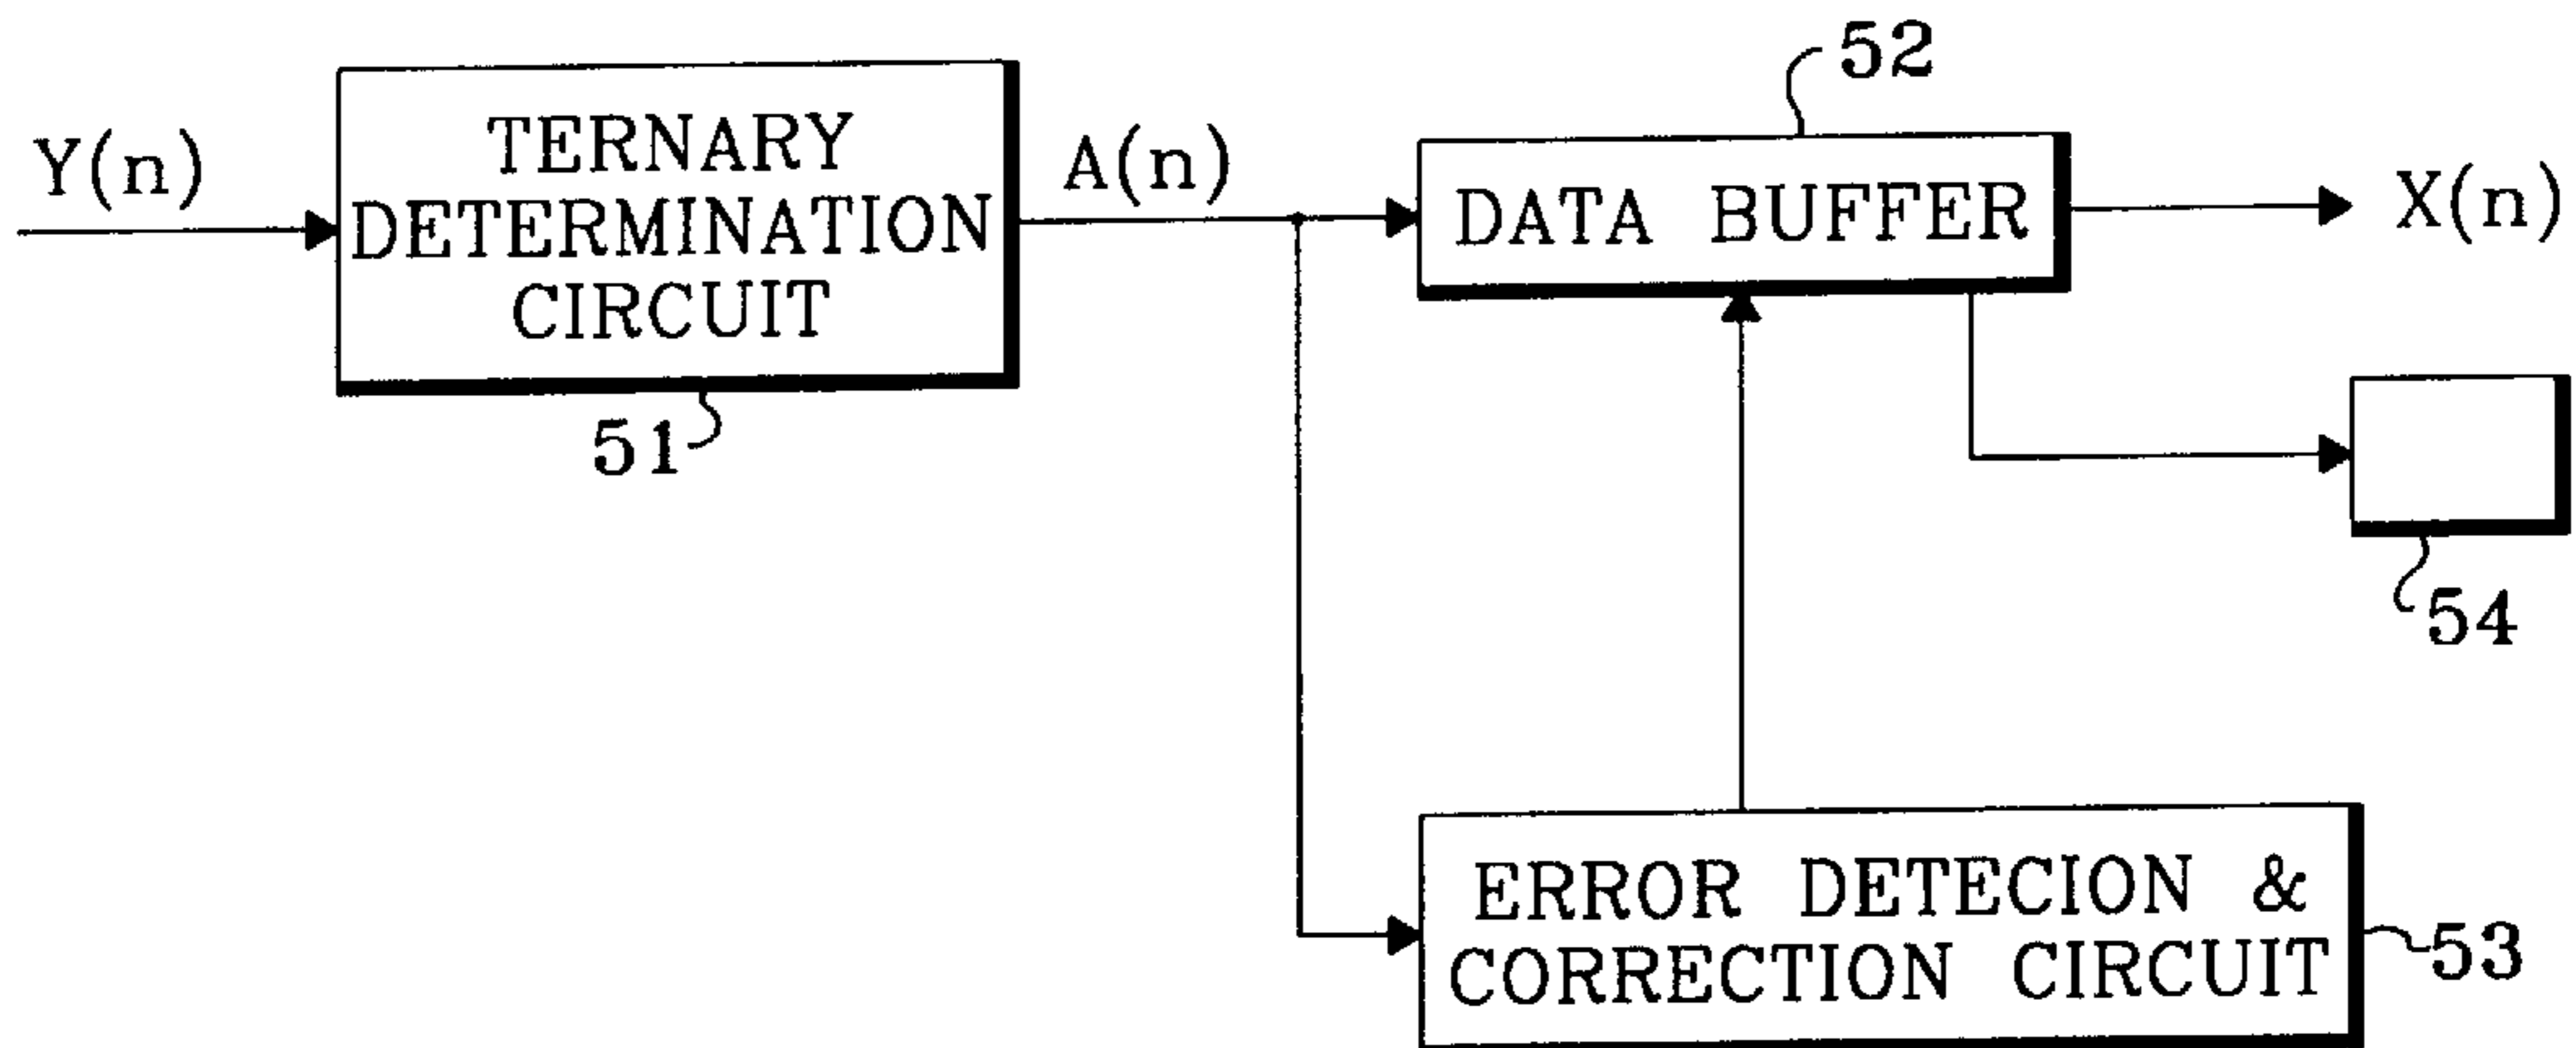 Y(n)
TERNARY
DETERMINATION
CIRCUIT
51
A(n)
52
DATA BUFFER
X(n)
54
ERROR DETECION &
CORRECTION CIRCUIT
53